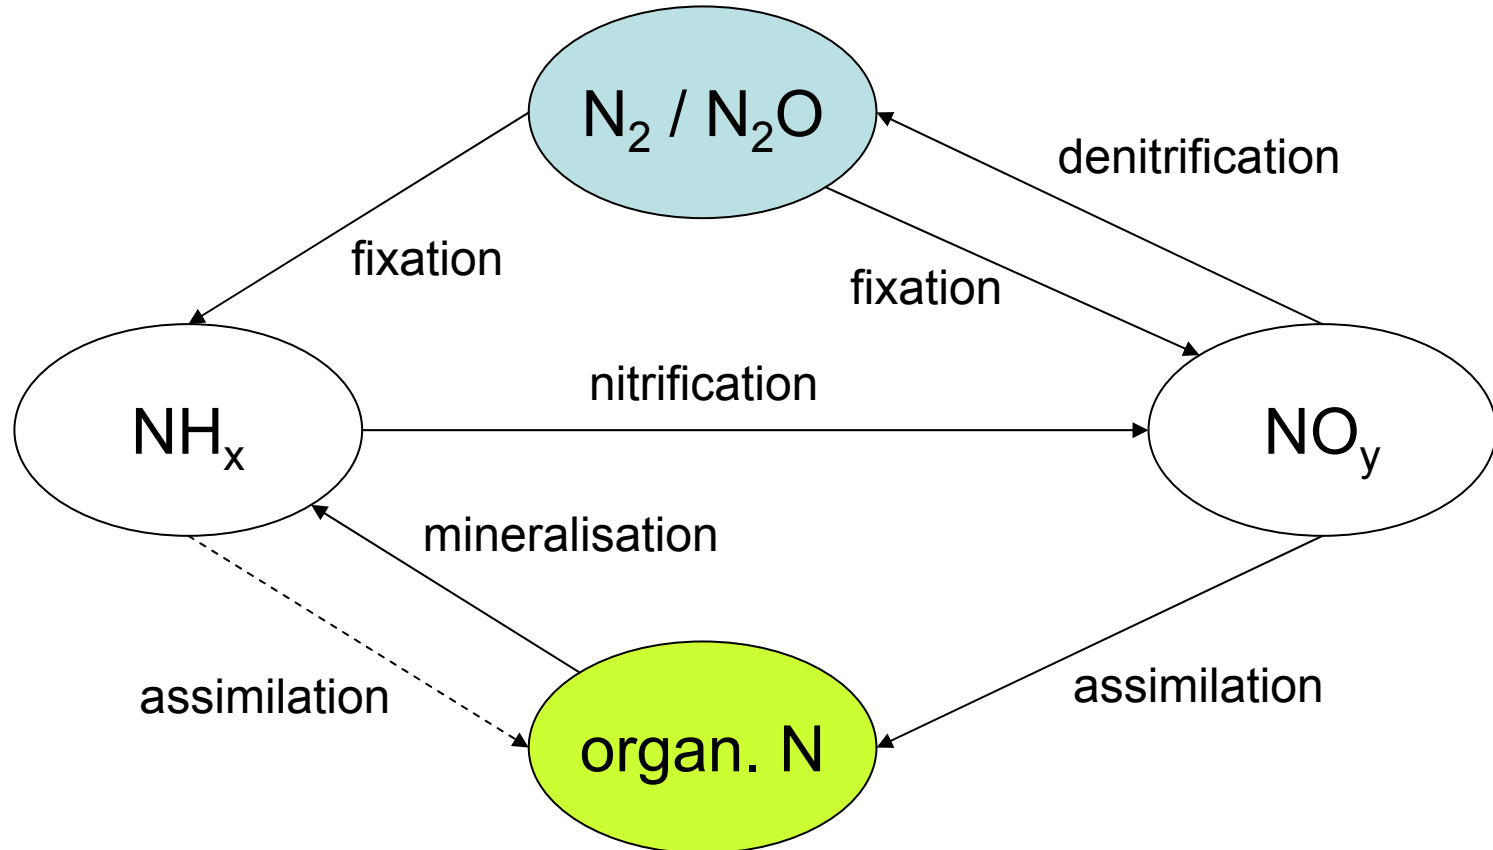 N₂ / N₂O
denitrification
fixation
fixation
nitrification
NHₓ
NOy
mineralisation
assimilation
assimilation
organ. N